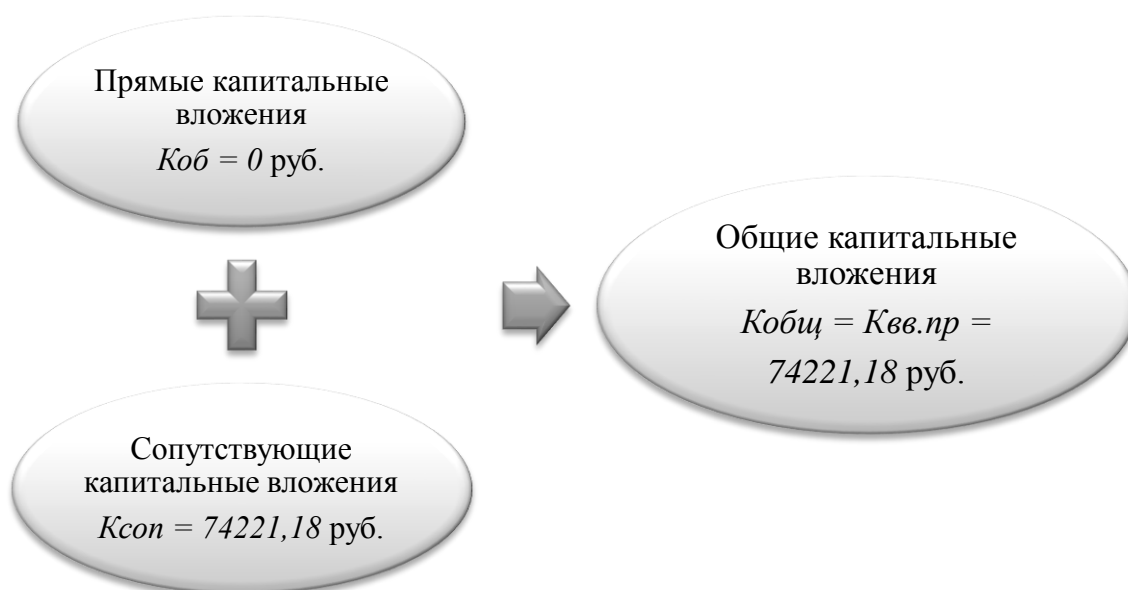 Прямые капитальные
вложения
Коб = 0 руб.
Сопутствующие
капитальные вложения
Ксоп = 74221,18 руб.
Общие капитальные
вложения
Кобщ = Квв.пр =
74221,18 руб.